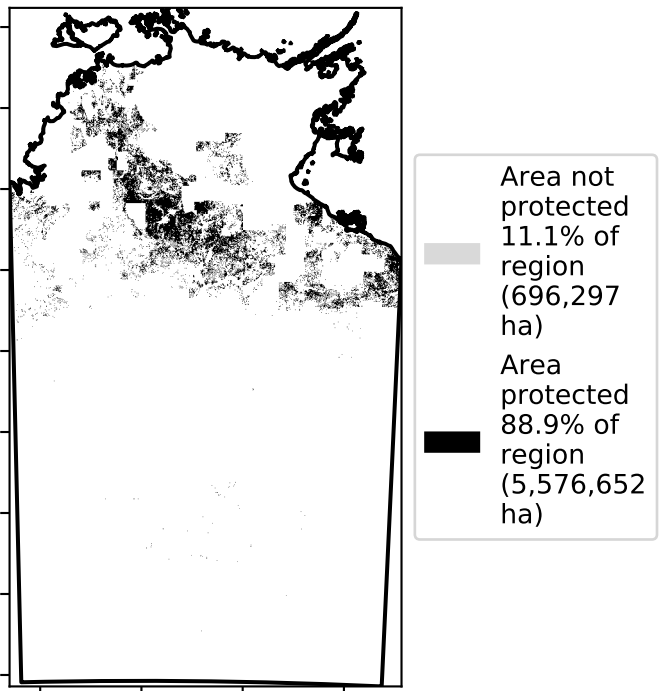 Area not
protected
11.1% of
region
(696,297
ha)
Area
protected
88.9% of
region
(5,576,652
ha)